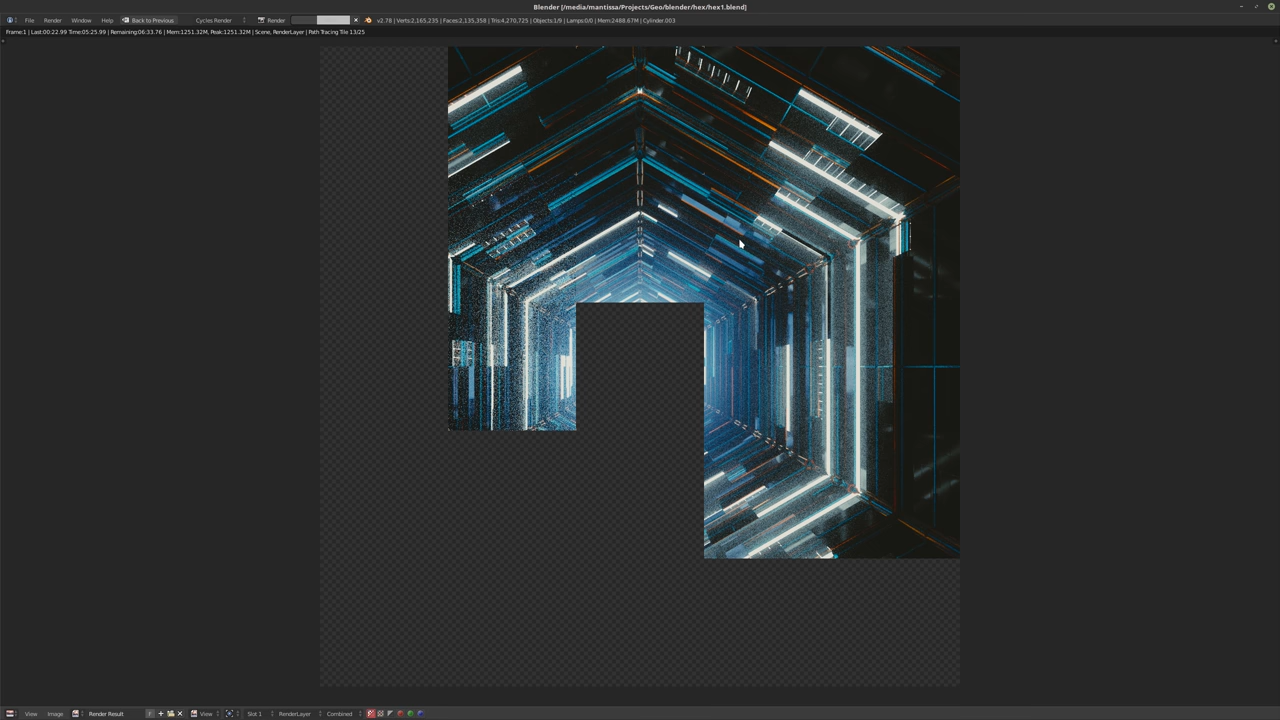 Blender [/media/mantissa/Projects/Geo/blender/hex/hex1.blend]
File Render Window Help Back to Previous Cycles Render Render v2.78 | Verts:2,165,235 | Faces:2,135,358 | Tris:4,270,725 | Objects:1/9 | Lamps:0/0 | Mem:2488.67M | Cylinder.003
Frame:1 | Last:00:22.99 Time:05:25.99 | Remaining:06:33.76 | Mem:1251.32M, Peak:1251.32M | Scene, RenderLayer | Path Tracing Tile 13/25
View Image Render Result F View Slot 1 RenderLayer Combined